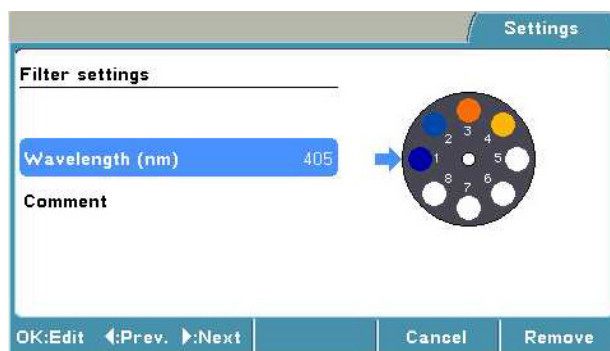 Settings
Filter settings
Wavelength (nm) 405
Comment
1
2
3
4
5
6
7
8
OK:Edit ◀:Prev. ▶:Next Cancel Remove